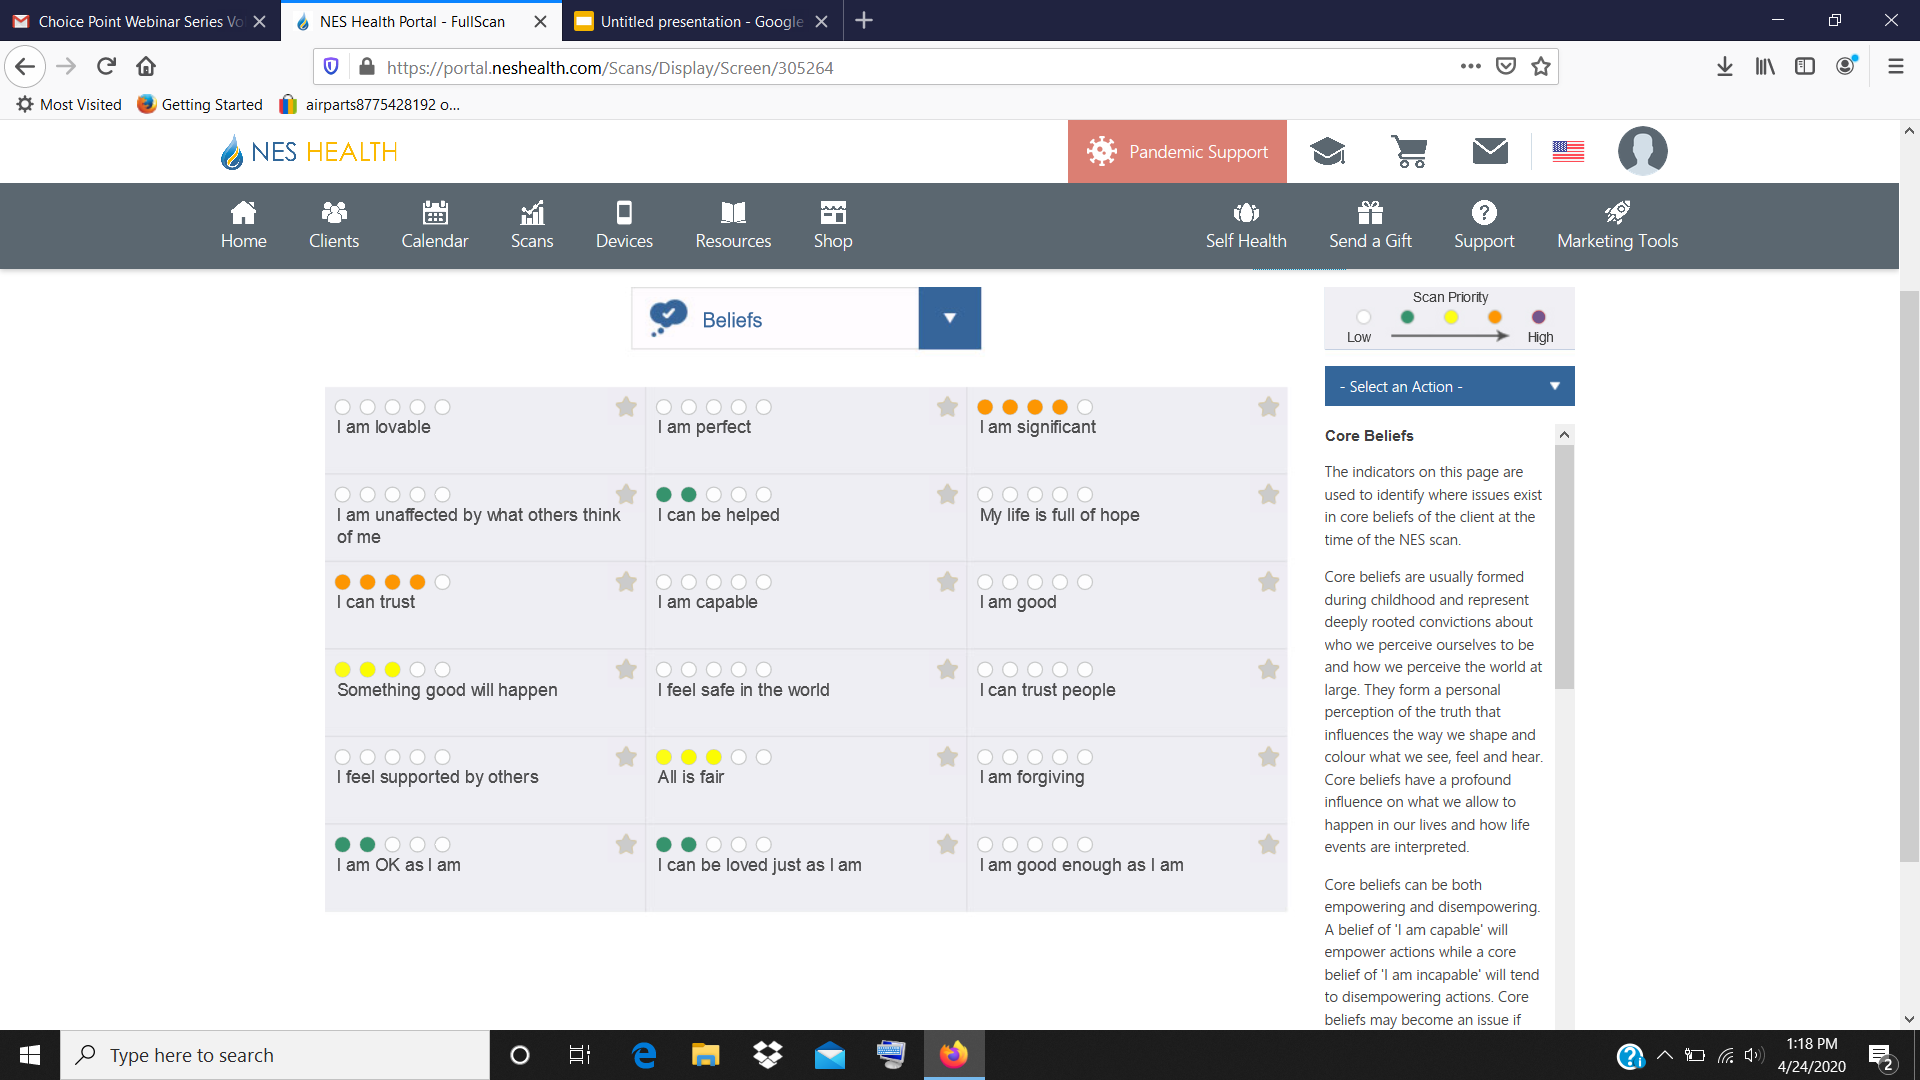 Choice Point Webinar Series Vo
NES Health Portal - FullScan
Untitled presentation - Google
https://portal.neshealth.com/Scans/Display/Screen/305264
Most Visited
Getting Started
airparts8775428192 o...
NES HEALTH
Pandemic Support
Home
Clients
Calendar
Scans
Devices
Resources
Shop
Self Health
Send a Gift
Support
Marketing Tools
Beliefs
Scan Priority
Low
High
- Select an Action -
I am lovable
I am perfect
I am significant
I am unaffected by what others think
of me
I can be helped
My life is full of hope
I can trust
I am capable
I am good
Something good will happen
I feel safe in the world
I can trust people
I feel supported by others
All is fair
I am forgiving
I am OK as I am
I can be loved just as I am
I am good enough as I am
Core Beliefs
The indicators on this page are
used to identify where issues exist
in core beliefs of the client at the
time of the NES scan.
Core beliefs are usually formed
during childhood and represent
deeply rooted convictions about
who we perceive ourselves to be
and how we perceive the world at
large. They form a personal
perception of the truth that
influences the way we shape and
colour what we see, feel and hear.
Core beliefs have a profound
influence on what we allow to
happen in our lives and how life
events are interpreted.
Core beliefs can be both
empowering and disempowering.
A belief of 'I am capable' will
empower actions while a core
belief of 'I am incapable' will tend
to disempowering actions. Core
beliefs may become an issue if
Type here to search
1:18 PM
4/24/2020
2